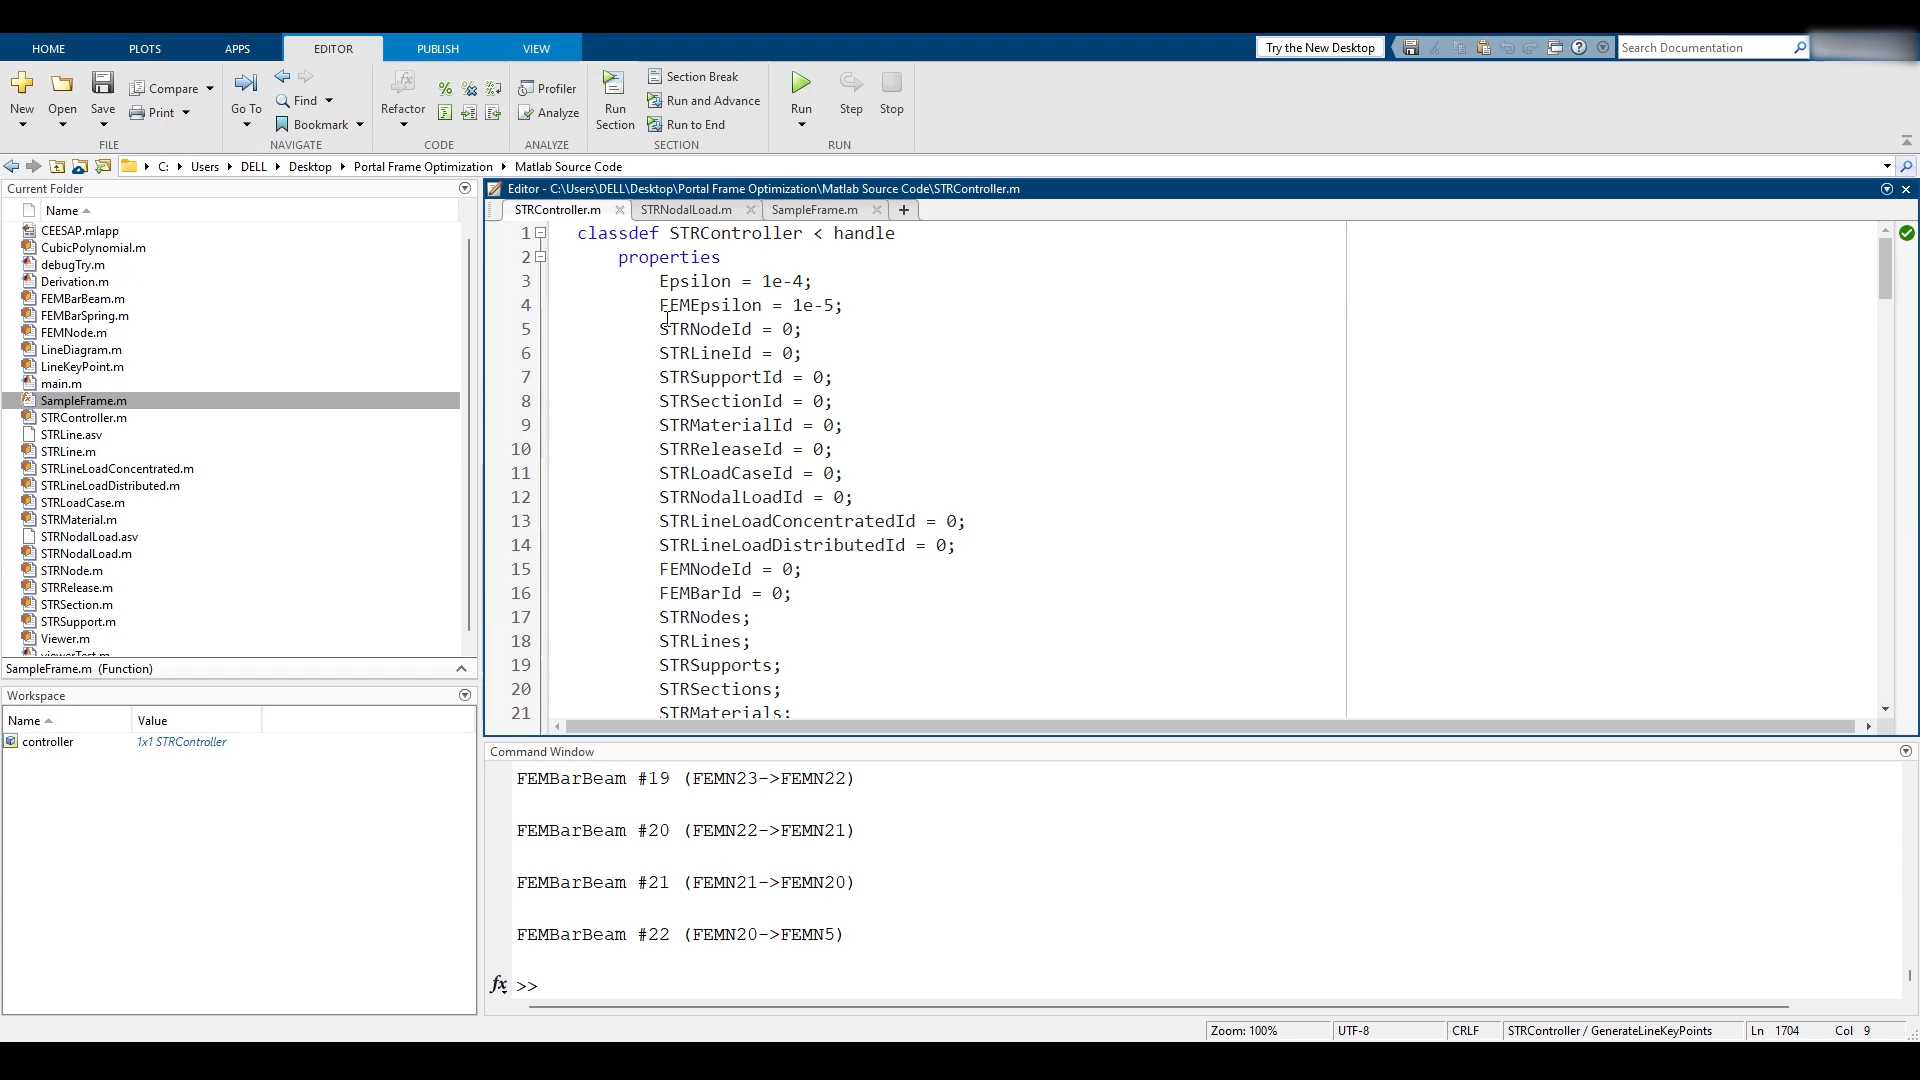 HOME PLOTS APPS EDITOR PUBLISH VIEW Try the New Desktop Search Documentation
New Open Save Compare Print Go To Find Bookmark Refactor Profiler Analyze Run Section Section Break Run and Advance Run to End Run Step Stop
FILE NAVIGATE CODE ANALYZE SECTION RUN
C: Users DELL Desktop Portal Frame Optimization Matlab Source Code
Current Folder
Name
CEESAP.mlapp
CubicPolynomial.m
debugTry.m
Derivation.m
FEMBarBeam.m
FEMBarSpring.m
FEMNode.m
LineDiagram.m
LineKeyPoint.m
main.m
SampleFrame.m
STRController.m
STRLine.asv
STRLine.m
STRLineLoadConcentrated.m
STRLineLoadDistributed.m
STRLoadCase.m
STRMaterial.m
STRNodalLoad.asv
STRNodalLoad.m
STRNode.m
STRRelease.m
STRSection.m
STRSupport.m
Viewer.m
viewerTest.m
SampleFrame.m (Function)
Workspace
Name Value
controller 1x1 STRController
Editor - C:\Users\DELL\Desktop\Portal Frame Optimization\Matlab Source Code\STRController.m
STRController.m STRNodalLoad.m SampleFrame.m
1 classdef STRController < handle
2 properties
3 Epsilon = 1e-4;
4 FEMEpsilon = 1e-5;
5 STRNodeId = 0;
6 STRLineId = 0;
7 STRSupportId = 0;
8 STRSectionId = 0;
9 STRMaterialId = 0;
10 STRReleaseId = 0;
11 STRLoadCaseId = 0;
12 STRNodalLoadId = 0;
13 STRLineLoadConcentratedId = 0;
14 STRLineLoadDistributedId = 0;
15 FEMNodeId = 0;
16 FEMBarId = 0;
17 STRNodes;
18 STRLines;
19 STRSupports;
20 STRSections;
21 STRMaterials;
Command Window
FEMBarBeam #19 (FEMN23->FEMN22)
FEMBarBeam #20 (FEMN22->FEMN21)
FEMBarBeam #21 (FEMN21->FEMN20)
FEMBarBeam #22 (FEMN20->FEMN5)
fx >>
Zoom: 100% UTF-8 CRLF STRController / GenerateLineKeyPoints Ln 1704 Col 9